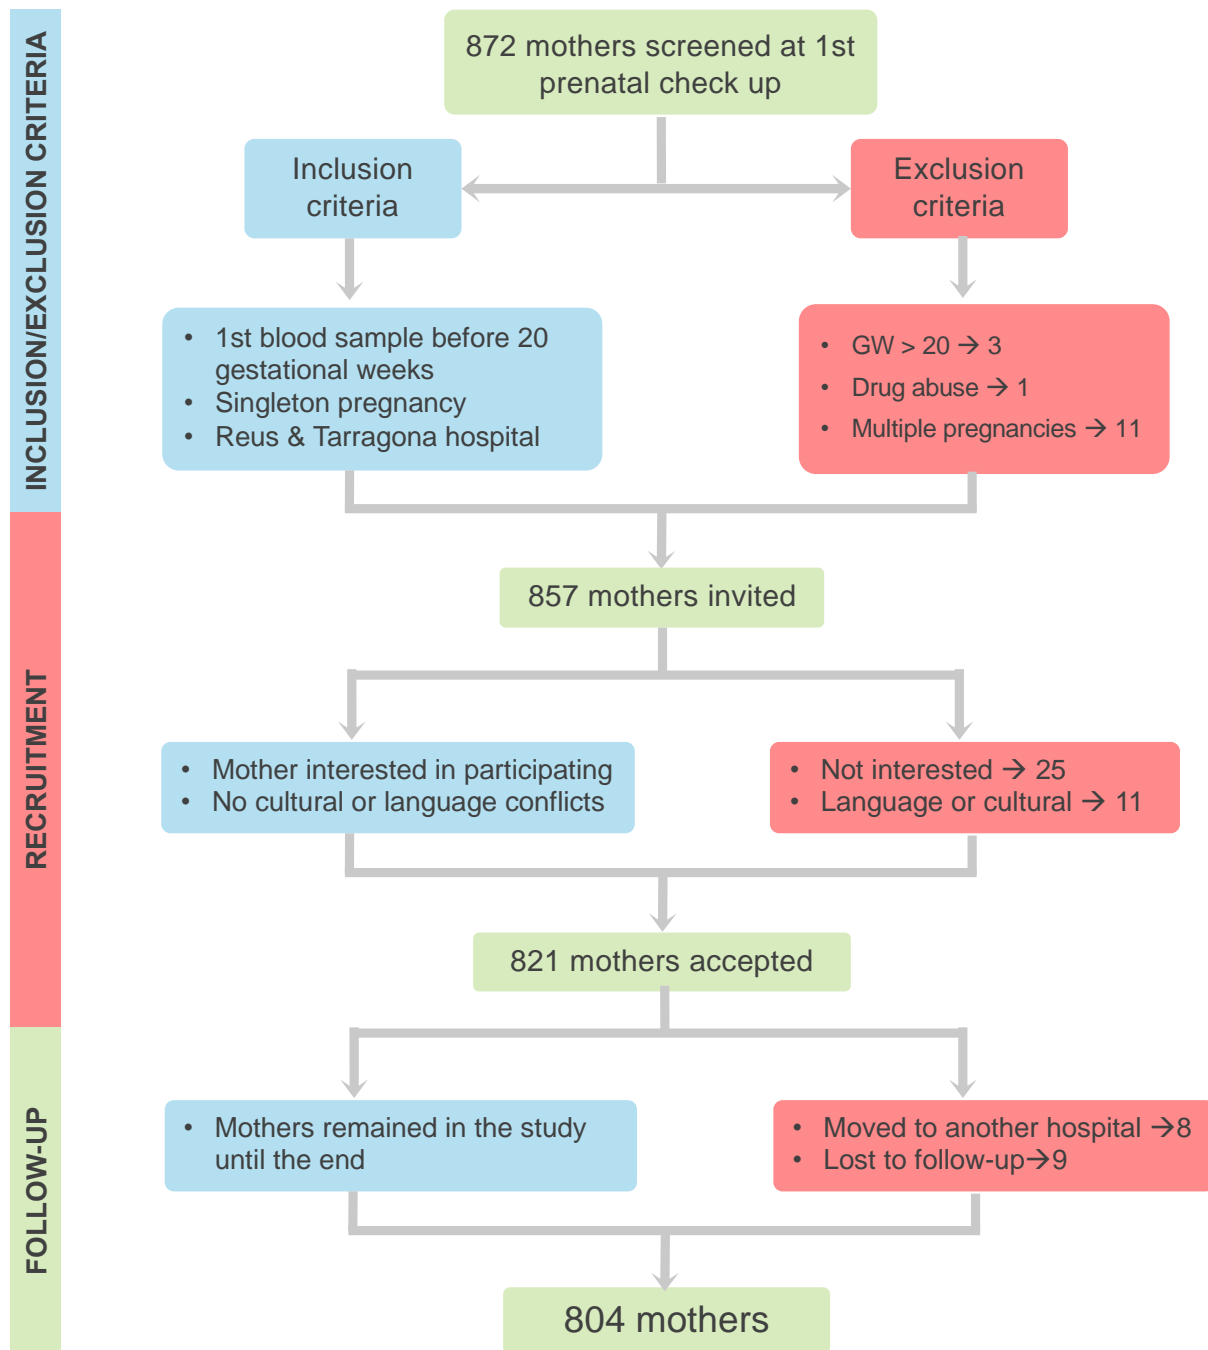 INCLUSION/EXCLUSION CRITERIA
872 mothers screened at 1st
prenatal check up
Inclusion
criteria
Exclusion
criteria
• 1st blood sample before 20
gestational weeks
• Singleton pregnancy
• Reus & Tarragona hospital
• GW > 20 → 3
• Drug abuse → 1
• Multiple pregnancies → 11
RECRUITMENT
857 mothers invited
• Mother interested in participating
• No cultural or language conflicts
• Not interested → 25
• Language or cultural → 11
821 mothers accepted
FOLLOW-UP
• Mothers remained in the study
until the end
• Moved to another hospital →8
• Lost to follow-up→9
804 mothers